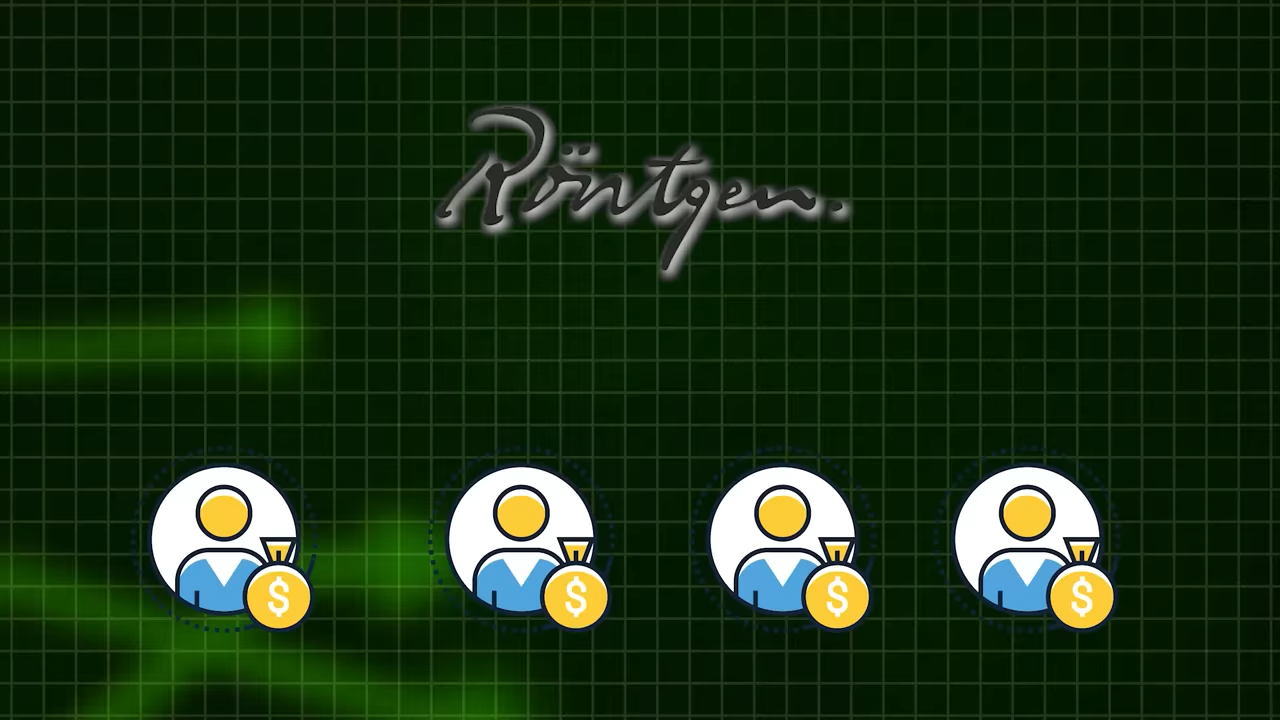 Röntgen.
$ $ $ $